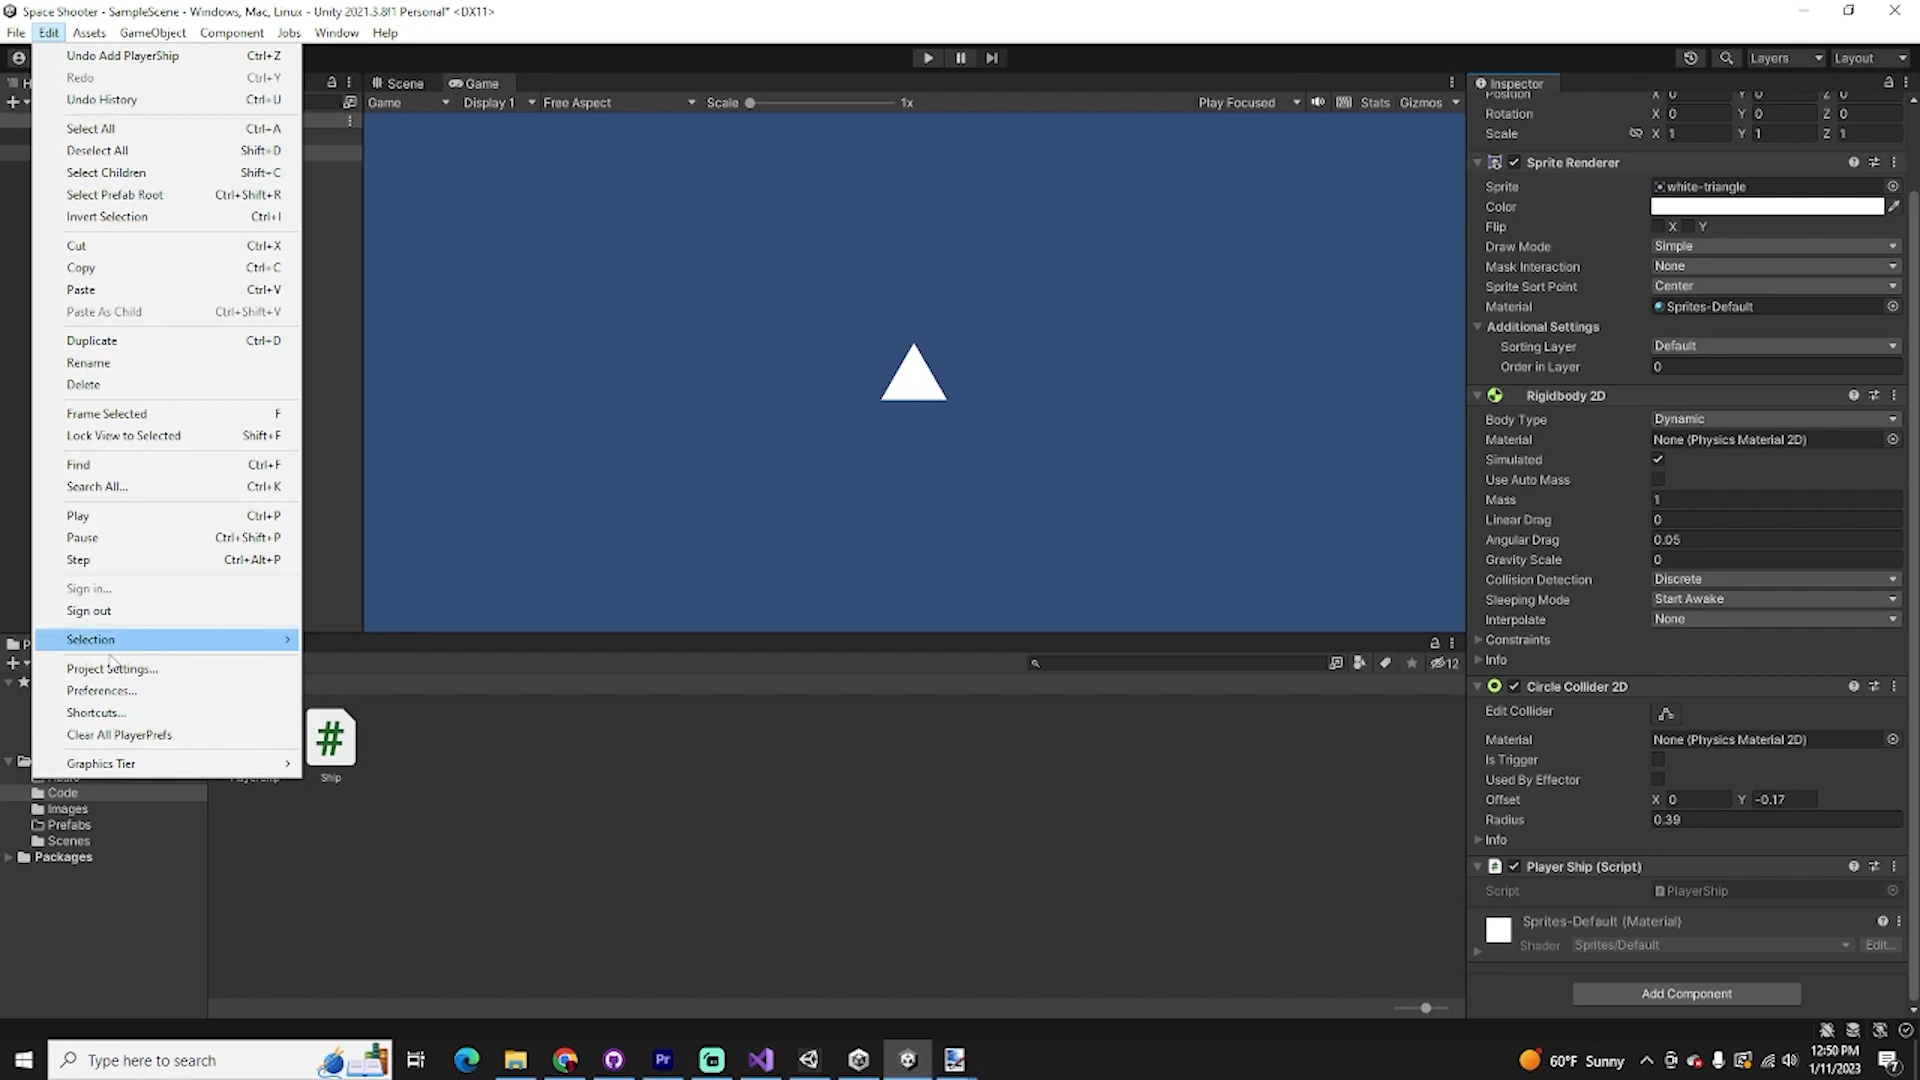 Space Shooter - SampleScene - Windows, Mac, Linux - Unity 2021.3.8f1 Personal* <DX11>
File Edit Assets GameObject Component Jobs Window Help
Layers Layout
Undo Add PlayerShip Ctrl+Z
Redo Ctrl+Y
Undo History Ctrl+U
Select All Ctrl+A
Deselect All Shift+D
Select Children Shift+C
Select Prefab Root Ctrl+Shift+R
Invert Selection Ctrl+I
Cut Ctrl+X
Copy Ctrl+C
Paste Ctrl+V
Paste As Child Ctrl+Shift+V
Duplicate Ctrl+D
Rename
Delete
Frame Selected F
Lock View to Selected Shift+F
Find Ctrl+F
Search All... Ctrl+K
Play Ctrl+P
Pause Ctrl+Shift+P
Step Ctrl+Alt+P
Sign in...
Sign out
Selection
Project Settings...
Preferences...
Shortcuts...
Clear All PlayerPrefs
Graphics Tier
Scene Game
Game Display 1 Free Aspect Scale 1x Play Focused Stats Gizmos
12
#
Ship
Code
Images
Prefabs
Scenes
Packages
Inspector
Position X 0 Y 0 Z 0
Rotation X 0 Y 0 Z 0
Scale X 1 Y 1 Z 1
Sprite Renderer
Sprite white-triangle
Color
Flip X Y
Draw Mode Simple
Mask Interaction None
Sprite Sort Point Center
Material Sprites-Default
Additional Settings
Sorting Layer Default
Order in Layer 0
Rigidbody 2D
Body Type Dynamic
Material None (Physics Material 2D)
Simulated
Use Auto Mass
Mass 1
Linear Drag 0
Angular Drag 0.05
Gravity Scale 0
Collision Detection Discrete
Sleeping Mode Start Awake
Interpolate None
Constraints
Info
Circle Collider 2D
Edit Collider
Material None (Physics Material 2D)
Is Trigger
Used By Effector
Offset X 0 Y -0.17
Radius 0.39
Info
# Player Ship (Script)
Script PlayerShip
Sprites-Default (Material)
Shader Sprites/Default Edit...
Add Component
Type here to search
Pr
60°F Sunny
12:50 PM
1/11/2023
7